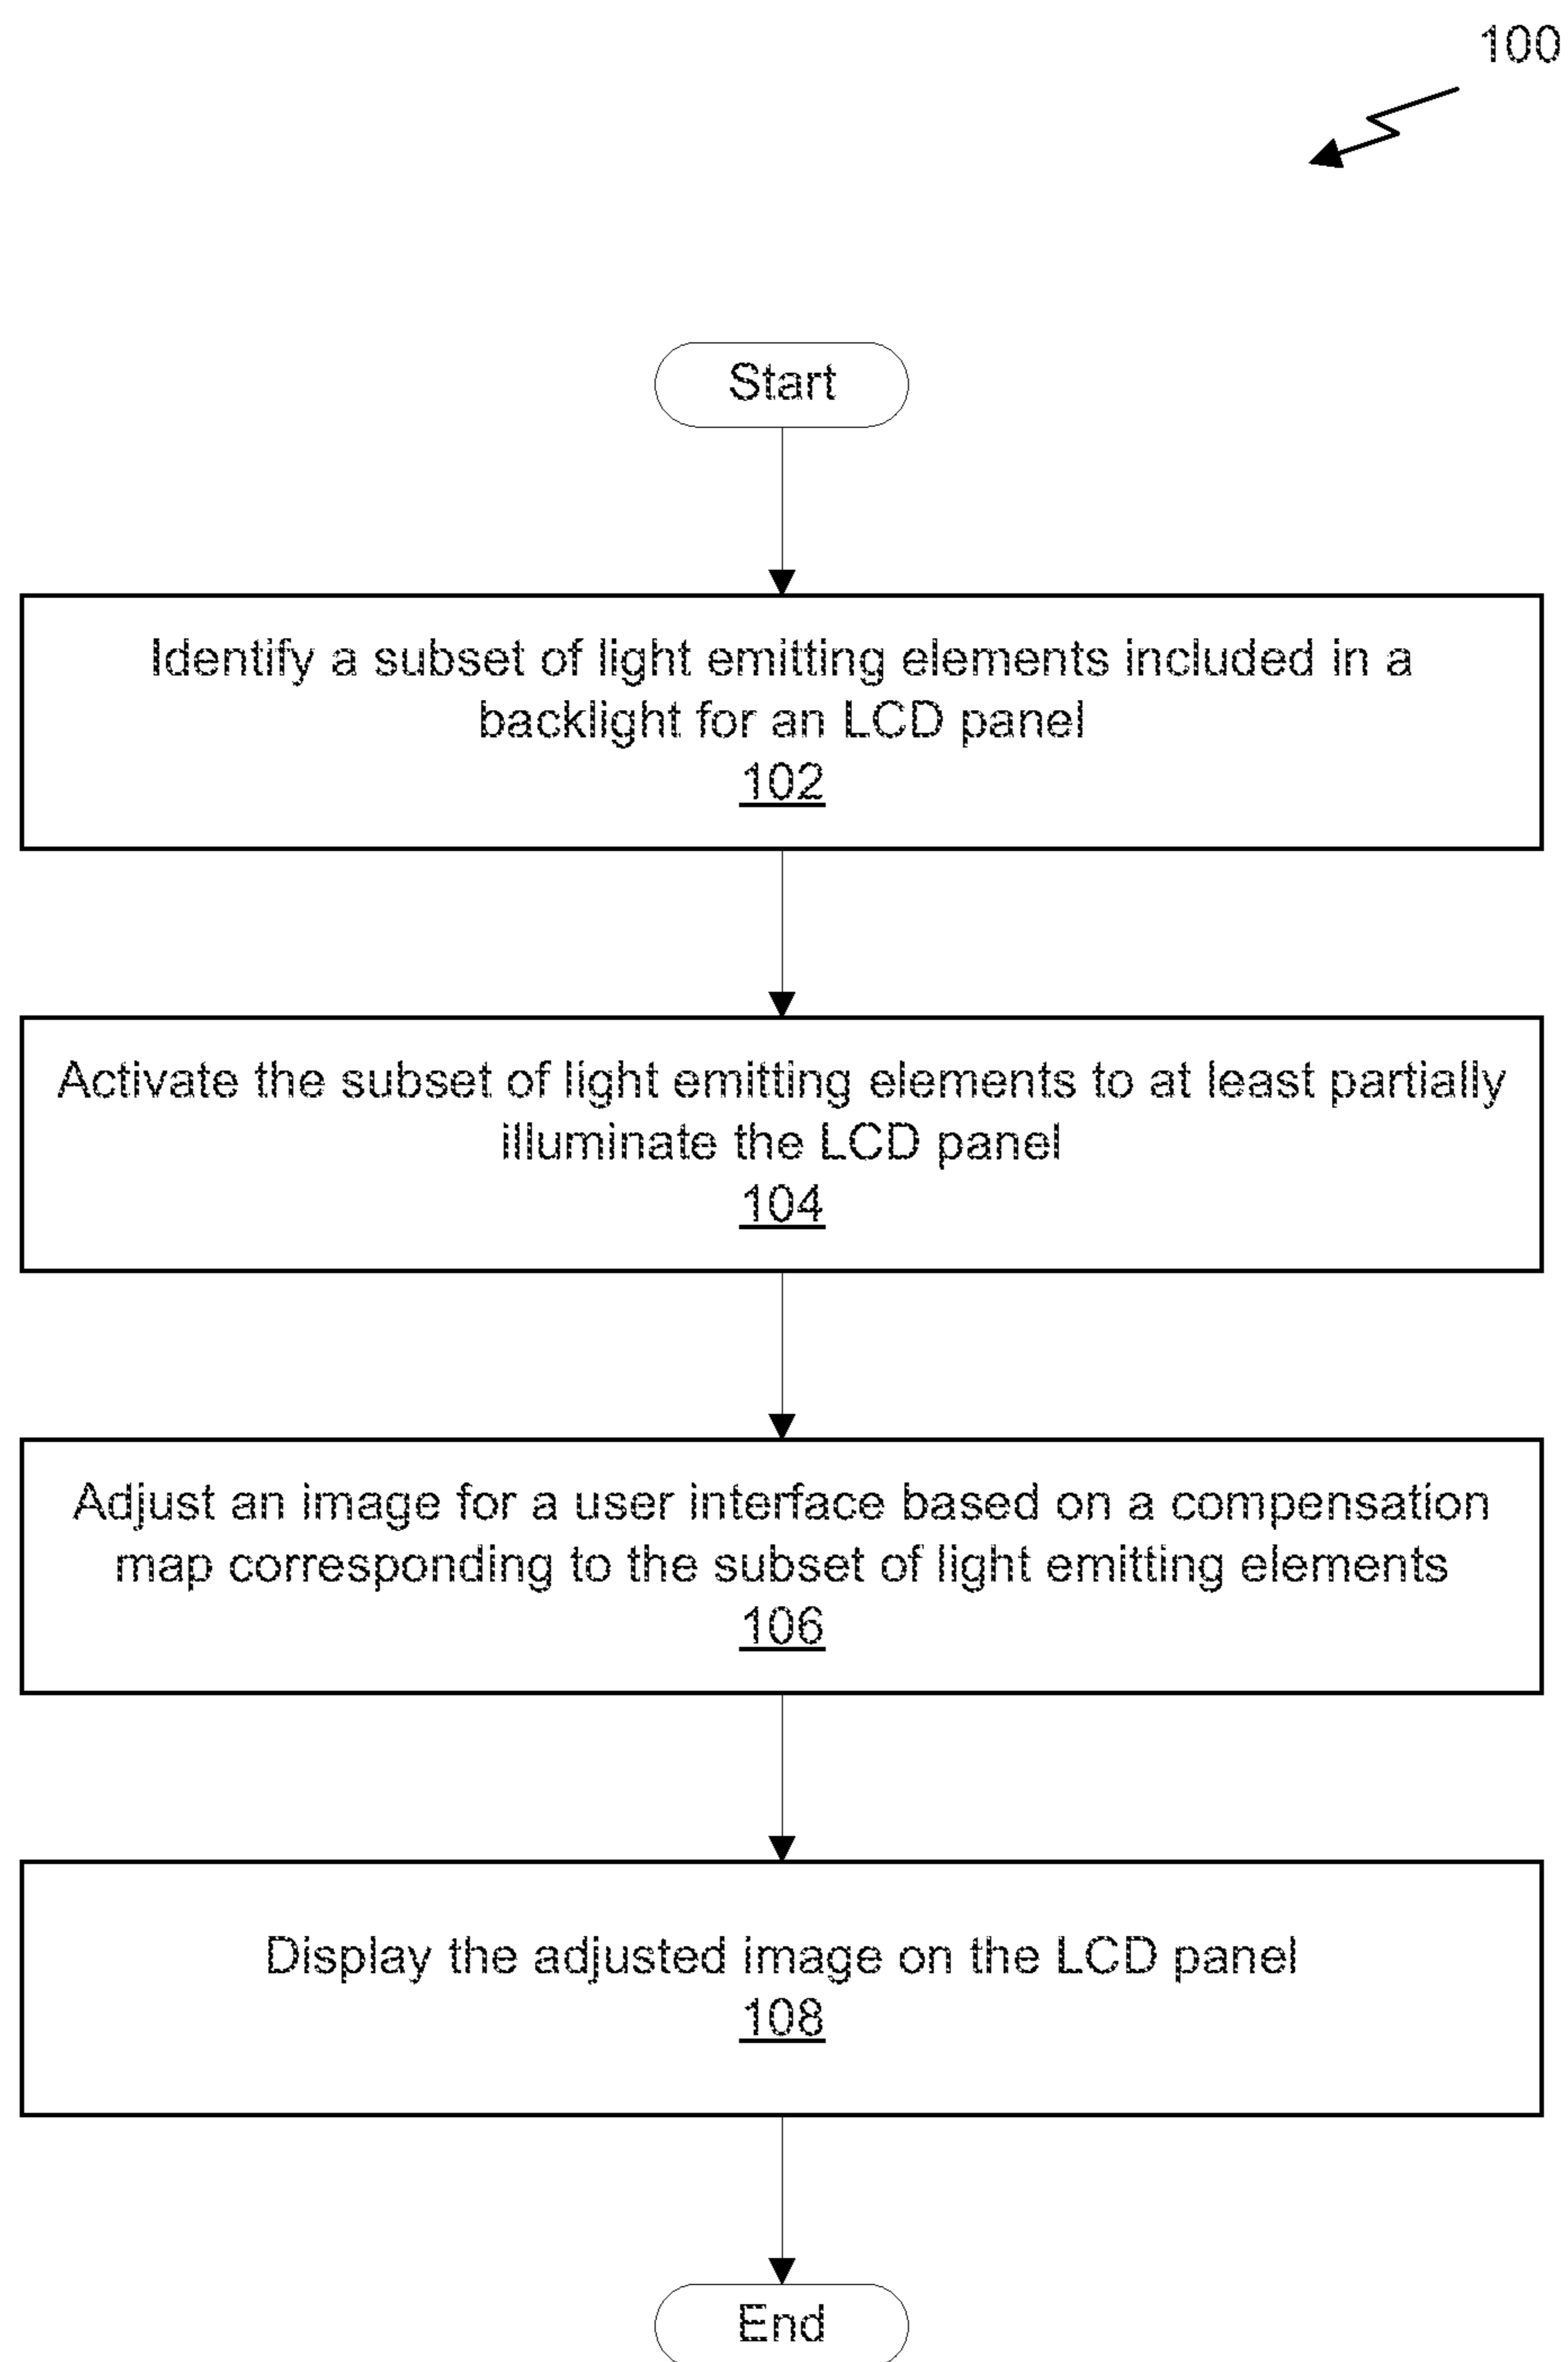 100
Start
Identify a subset of light emitting elements included in a
backlight for an LCD panel
102
Activate the subset of light emitting elements to at least partially
illuminate the LCD panel
104
Adjust an image for a user interface based on a compensation
map corresponding to the subset of light emitting elements
106
Display the adjusted image on the LCD panel
108
End